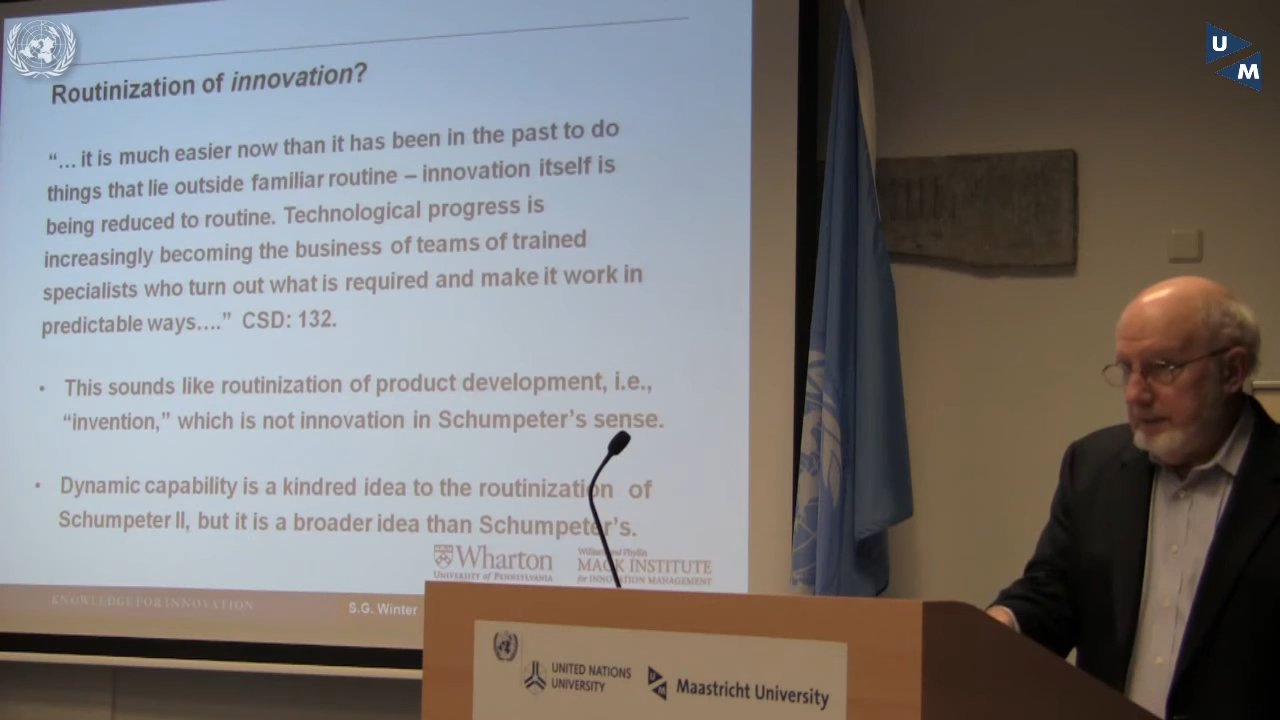 Routinization of innovation?
“… it is much easier now than it has been in the past to do
things that lie outside familiar routine – innovation itself is
being reduced to routine. Technological progress is
increasingly becoming the business of teams of trained
specialists who turn out what is required and make it work in
predictable ways….” CSD: 132.
• This sounds like routinization of product development, i.e.,
“invention,” which is not innovation in Schumpeter’s sense.
• Dynamic capability is a kindred idea to the routinization of
Schumpeter II, but it is a broader idea than Schumpeter’s.
Wharton
UNIVERSITY of PENNSYLVANIA
William and Phyllis
MACK INSTITUTE
for INNOVATION MANAGEMENT
KNOWLEDGE FOR INNOVATION
S.G. Winter
UNITED NATIONS
UNIVERSITY
UM
Maastricht University
U
M